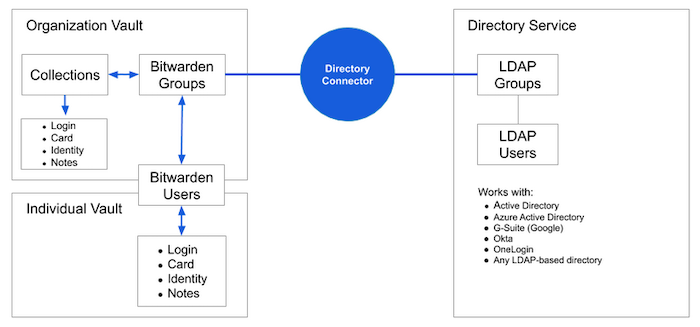 Organization Vault
Collections
Bitwarden
Groups
• Login
• Card
• Identity
• Notes
Bitwarden
Users
Individual Vault
• Login
• Card
• Identity
• Notes
Directory
Connector
Directory Service
LDAP
Groups
LDAP
Users
Works with:
• Active Directory
• Azure Active Directory
• G-Suite (Google)
• Okta
• OneLogin
• Any LDAP-based directory